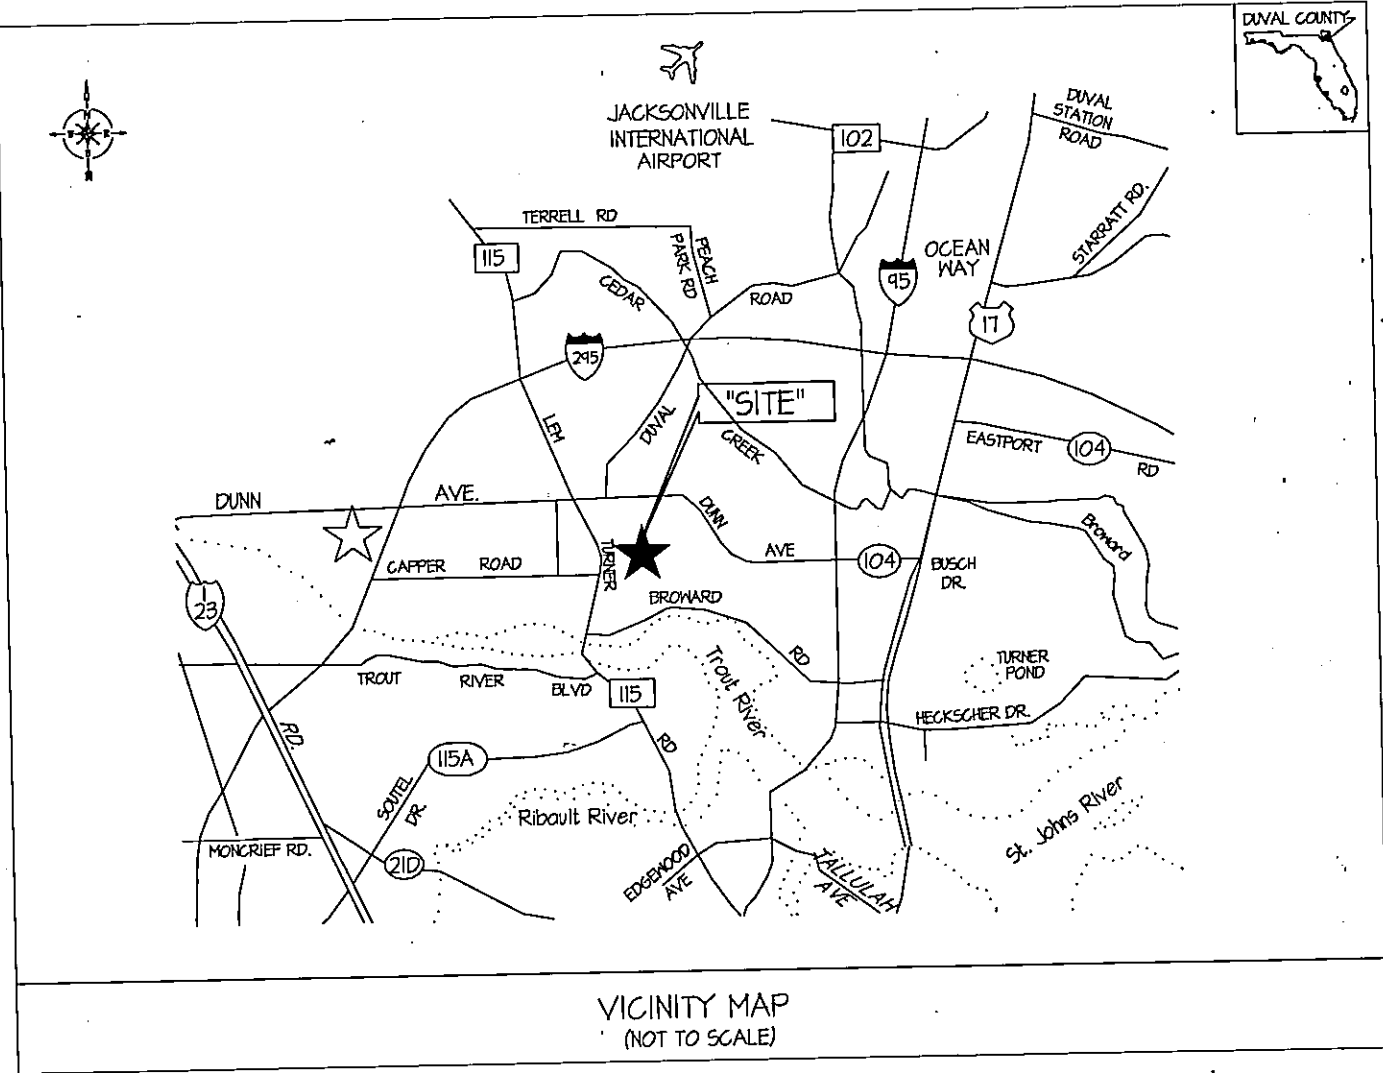 DUVAL COUNTY
N
W E
S
JACKSONVILLE
INTERNATIONAL
AIRPORT
102
DUVAL
STATION
ROAD
TERRELL RD
PEACH
PARK RD
115
CEDAR
ROAD
95
OCEAN
WAY
STARRATT RD.
17
295
"SITE"
LEM
DUVAL
CREEK
EASTPORT
104
RD
DUNN
AVE.
DUNN
AVE
104
BUSCH
DR.
Broward
CAPPER ROAD
TURNER
23
BROWARD
RD
TROUT RIVER BLVD
115
Trout River
TURNER
POND
HECKSCHER DR.
RD.
RD
115A
SOUTEL
DR.
Ribault River
St. Johns River
MONCRIEF RD.
21D
EDGEWOOD
AVE
TALLULAH
AVE
VICINITY MAP
(NOT TO SCALE)